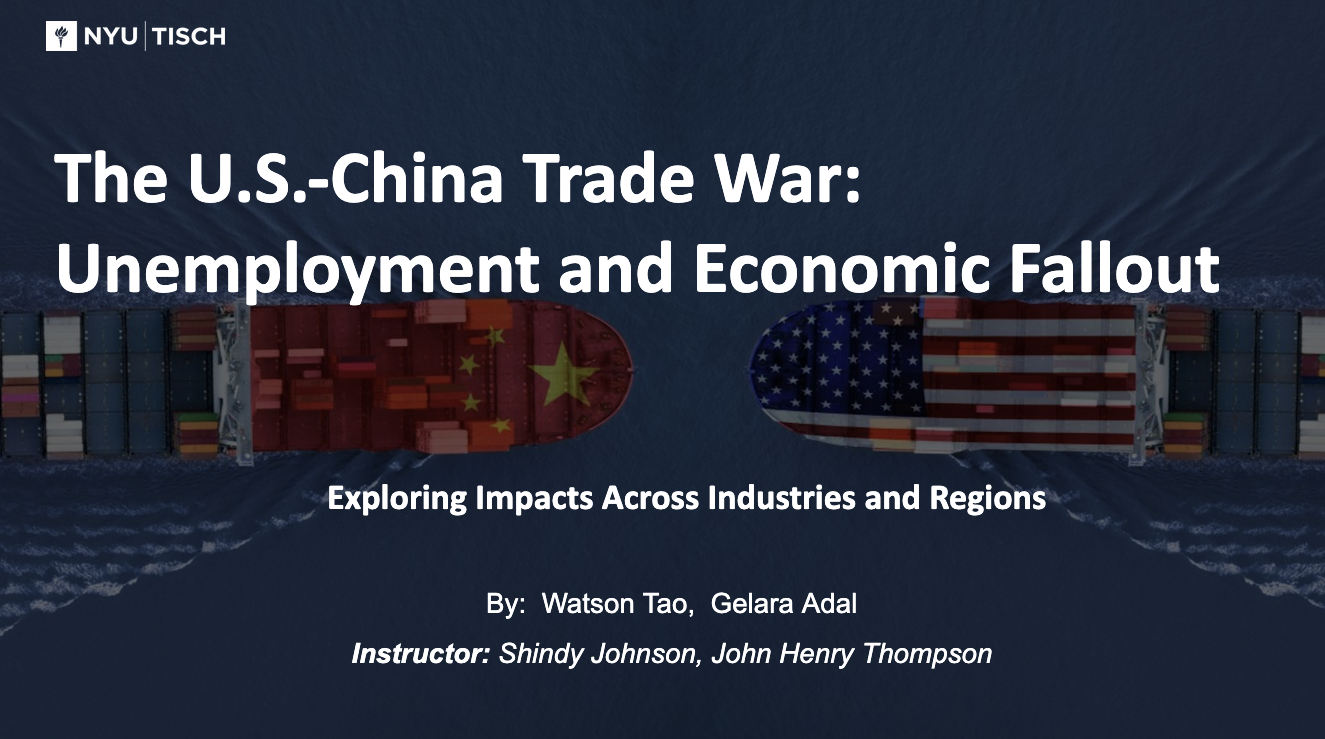 NYU | TISCH
The U.S.-China Trade War:
Unemployment and Economic Fallout
Exploring Impacts Across Industries and Regions
By: Watson Tao, Gelara Adal
Instructor: Shindy Johnson, John Henry Thompson